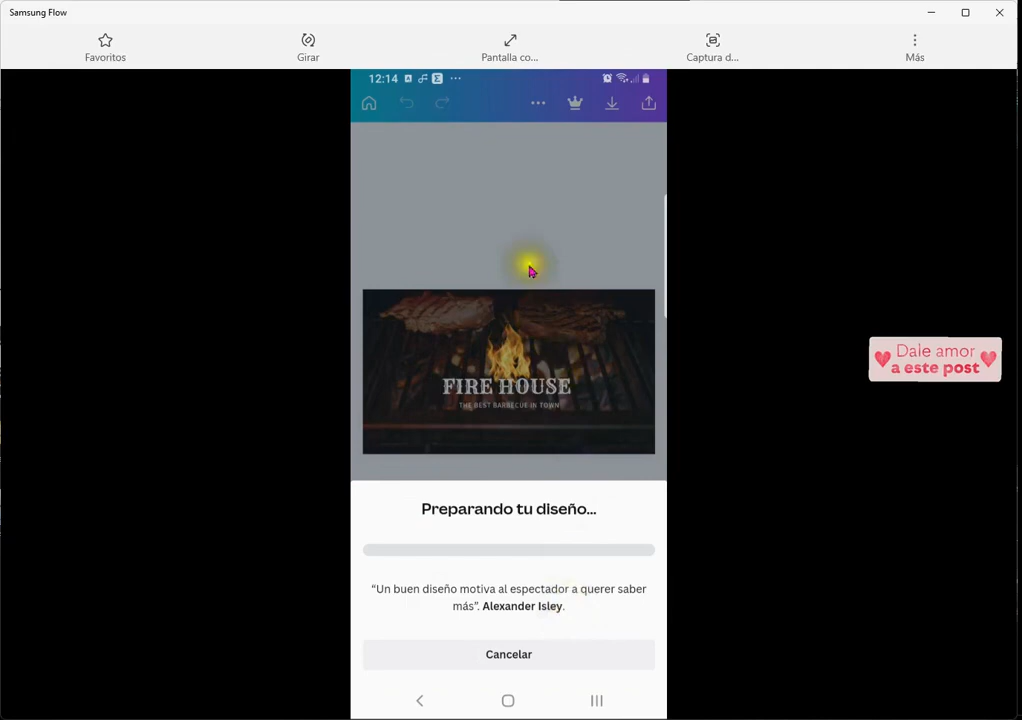 Samsung Flow
Favoritos
Girar
Pantalla co...
Captura d...
Más
12:14
FIRE HOUSE
THE BEST BARBECUE IN TOWN
Dale amor
a este post
Preparando tu diseño...
“Un buen diseño motiva al espectador a querer saber
más”. Alexander Isley.
Cancelar